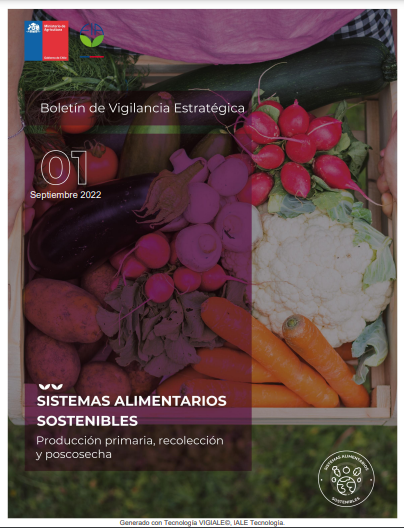 Ministerio de
Agricultura
Gobierno de Chile
Boletín de Vigilancia Estratégica
01
Septiembre 2022
SISTEMAS ALIMENTARIOS
SOSTENIBLES
Producción primaria, recolección
y poscosecha
SISTEMAS ALIMENTARIOS
SOSTENIBLES
Generado con Tecnología VIGIALE©, IALE Tecnología.